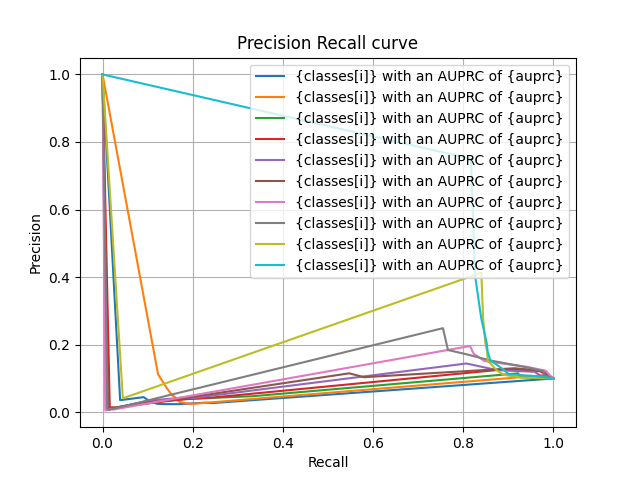 Precision Recall curve
1.0
0.8
0.6
0.4
0.2
0.0
Precision
{classes[i]} with an AUPRC of {auprc}
{classes[i]} with an AUPRC of {auprc}
{classes[i]} with an AUPRC of {auprc}
{classes[i]} with an AUPRC of {auprc}
{classes[i]} with an AUPRC of {auprc}
{classes[i]} with an AUPRC of {auprc}
{classes[i]} with an AUPRC of {auprc}
{classes[i]} with an AUPRC of {auprc}
{classes[i]} with an AUPRC of {auprc}
{classes[i]} with an AUPRC of {auprc}
0.0 0.2 0.4 0.6 0.8 1.0
Recall